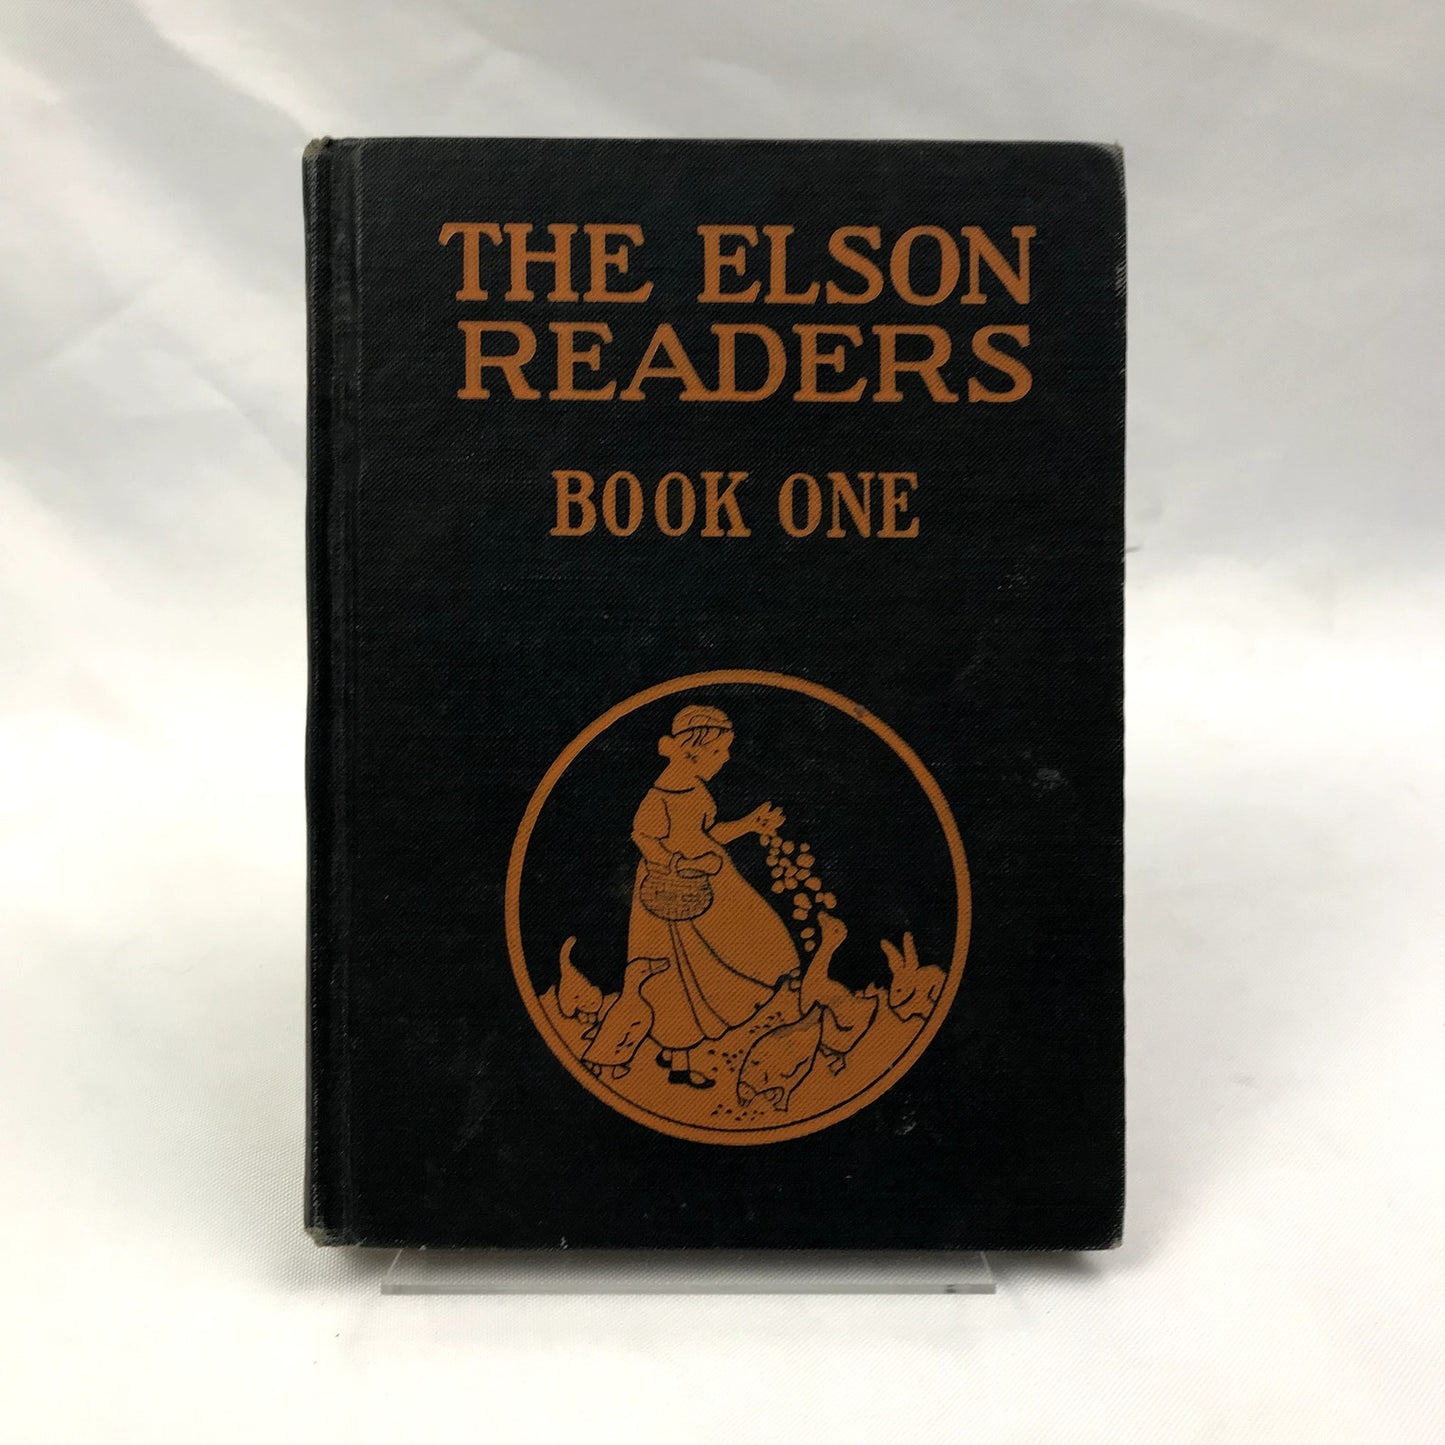 THE ELSON
READERS
BOOK ONE